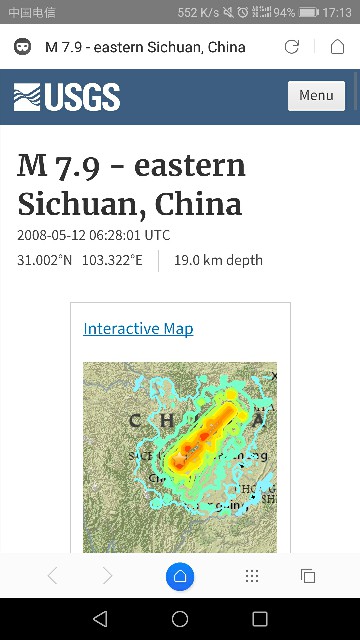 中国电信 552 K/s 94% 17:13
M 7.9 - eastern Sichuan, China
USGS Menu
M 7.9 - eastern
Sichuan, China
2008-05-12 06:28:01 UTC
31.002°N 103.322°E 19.0 km depth
Interactive Map
C H A